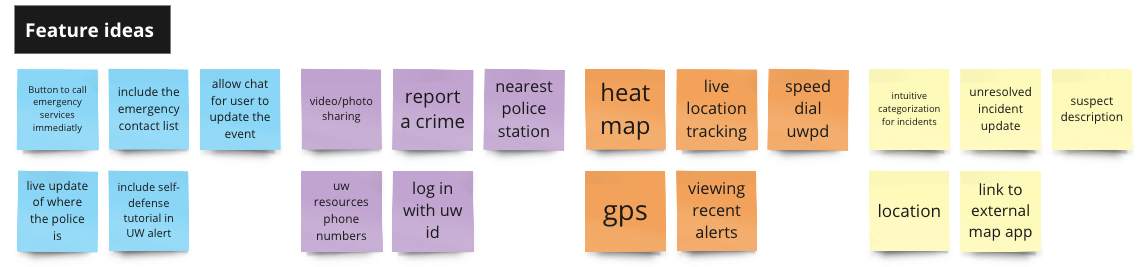 Feature ideas
Button to call
emergency
services
immediatly
include the
emergency
contact list
allow chat
for user to
update the
event
video/photo
sharing
report
a crime
nearest
police
station
heat
map
live
location
tracking
speed
dial
uwpd
intuitive
categorization
for incidents
unresolved
incident
update
suspect
description
live update
of where
the police
is
include self-
defense
tutorial in
UW alert
uw
resources
phone
numbers
log in
with uw
id
gps
viewing
recent
alerts
location
link to
external
map app